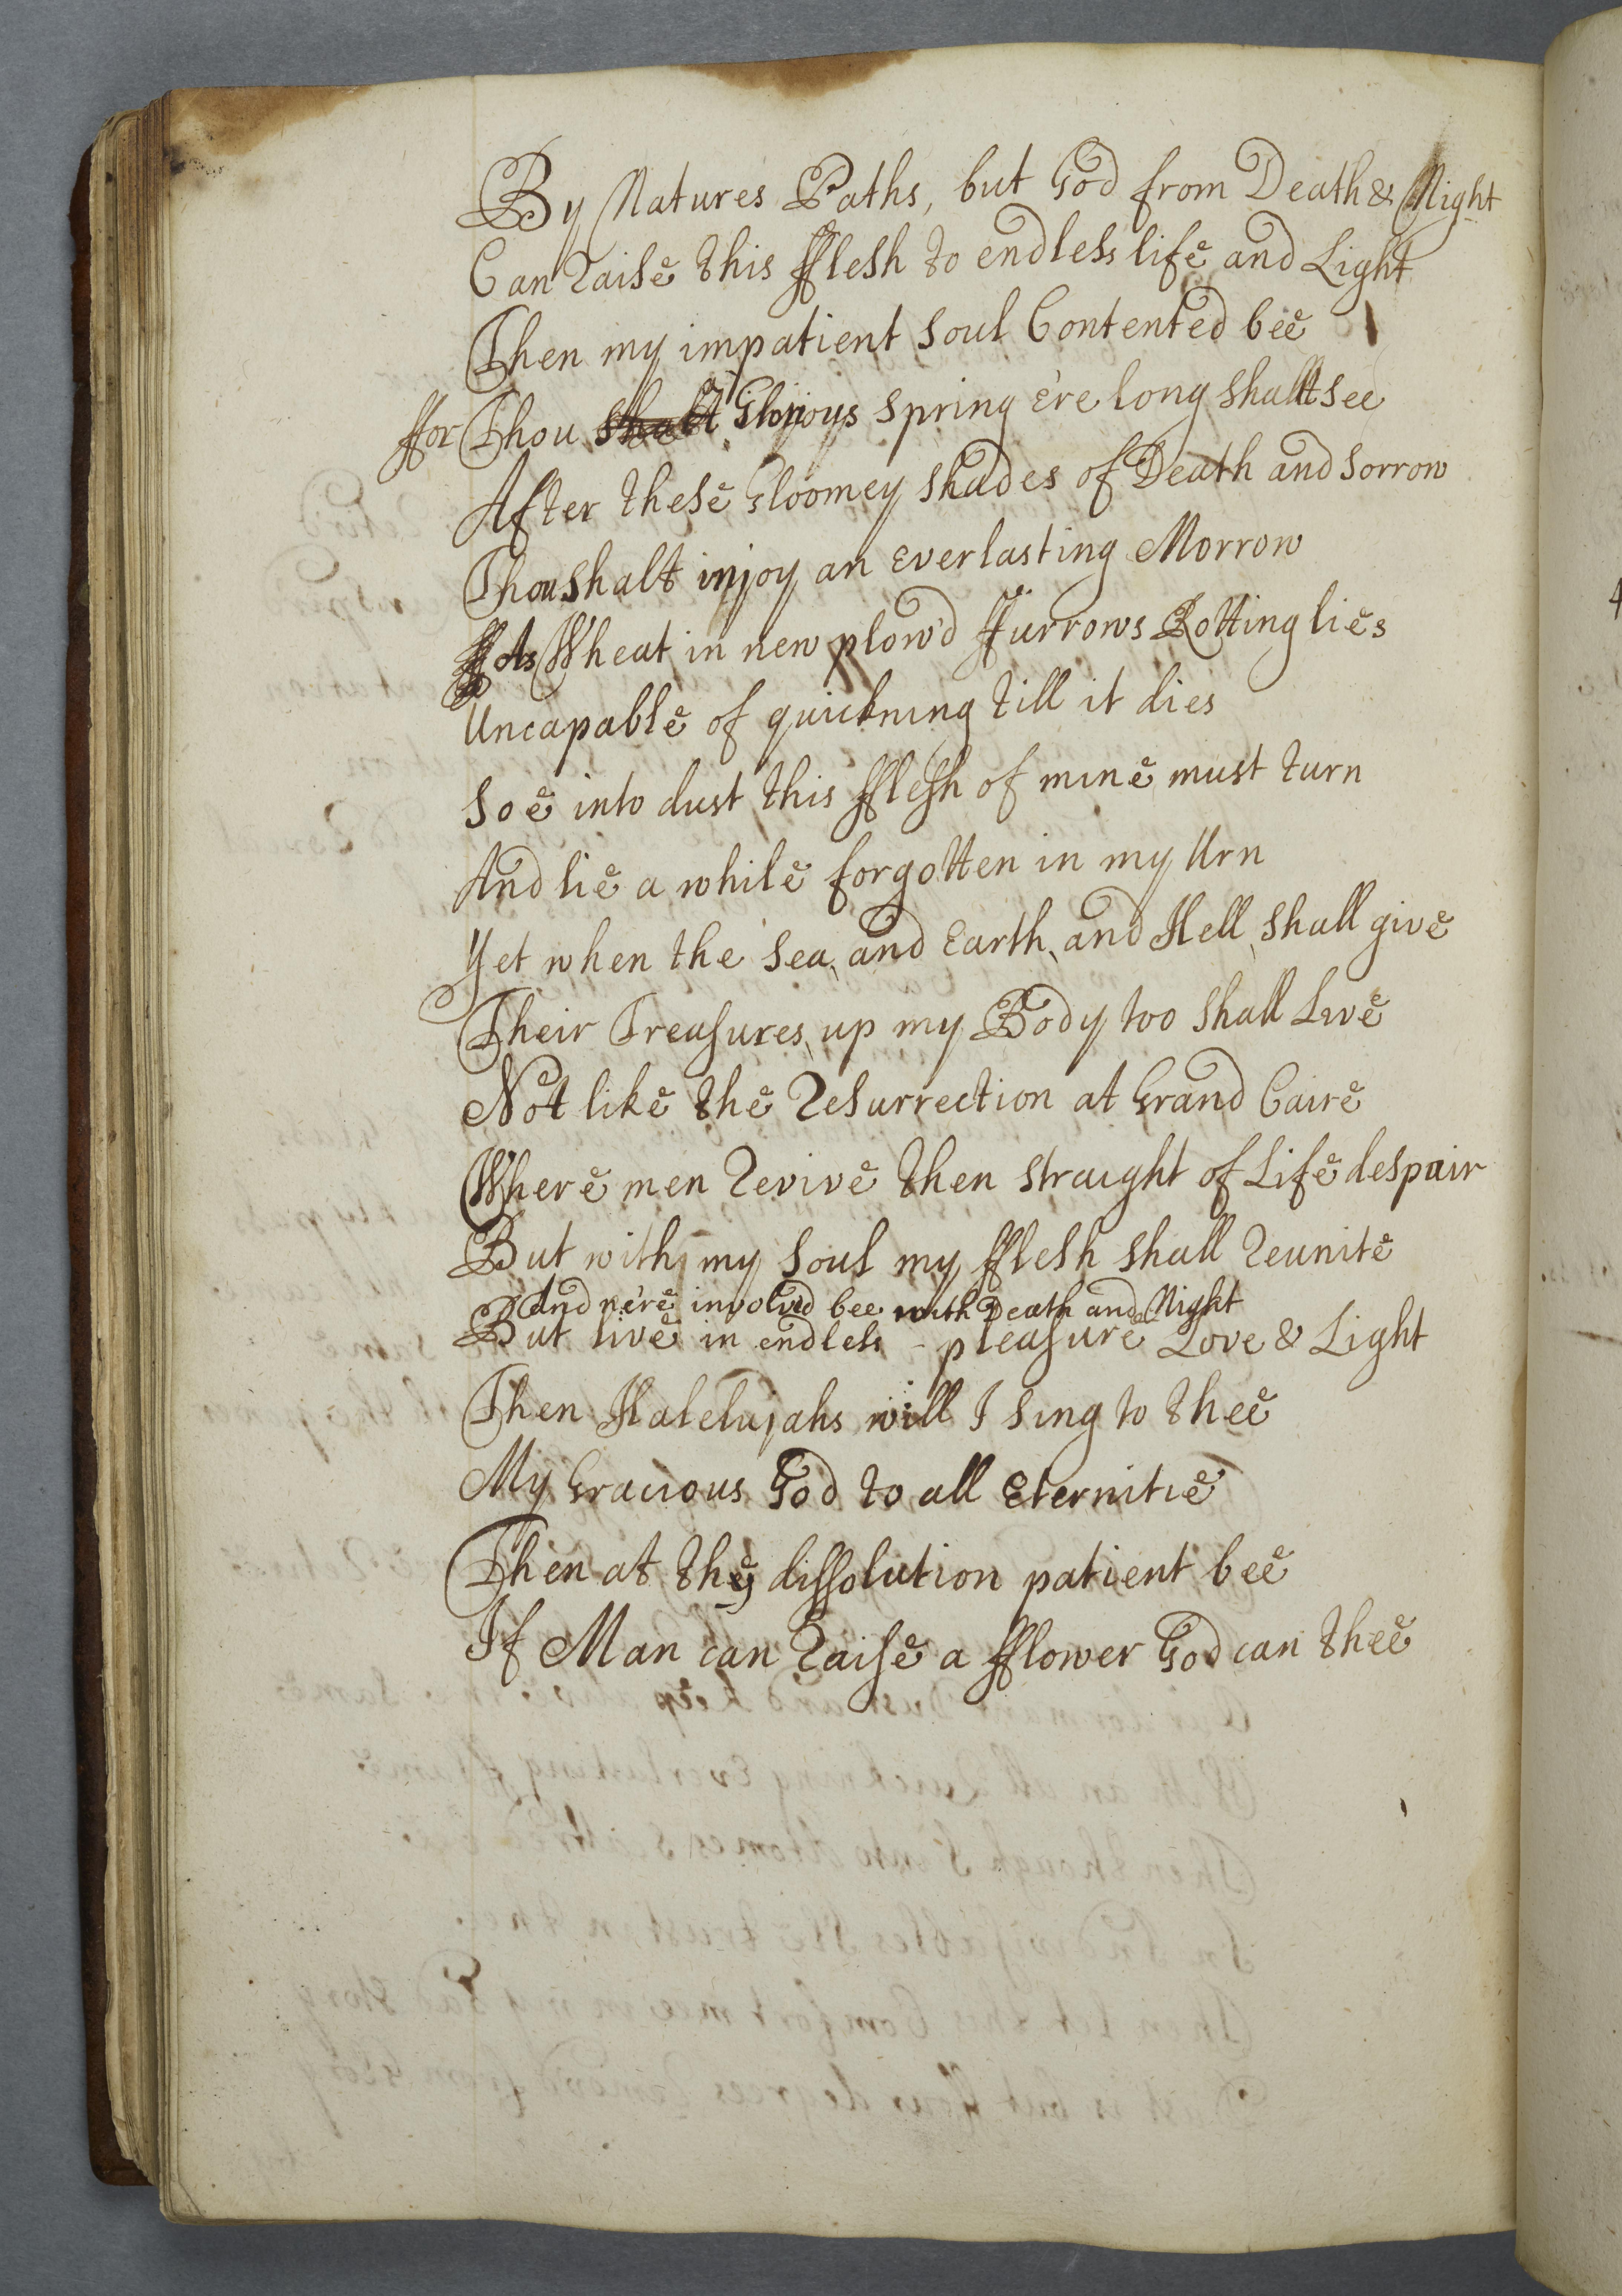 By Natures Paths, but God from Death & Night
Can raise this fflesh to endless life and Light
Then my impatient soul Contented bee
ffor Thou shalt Glorious spring e're long shallt see
After these Gloomey shades of Death and sorrow
Thou shalt injoy an Everlasting Morrow
As Wheat in new plow'd ffurrows Rotting lies
Uncapable of quickning till it dies
Soe into dust this fflesh of mine must turn
And lie a while forgotten in my Urn
Yet when the Sea, and Earth, and Hell, shall give
Their Treasures up my Body too shall Live
Not like the Resurrection at Grand Caire
Where men Revive then straight of Life despair
But with my Soul my fflesh shall Reunite
And ne're involv'd bee with Death and Night
But live in endless - pleasure Love & Light
Then Halelujahs will I sing to thee
My Gracious God to all Eternitie
Then at thy dissolution patient bee
If Man can Raise a fflower God can thee